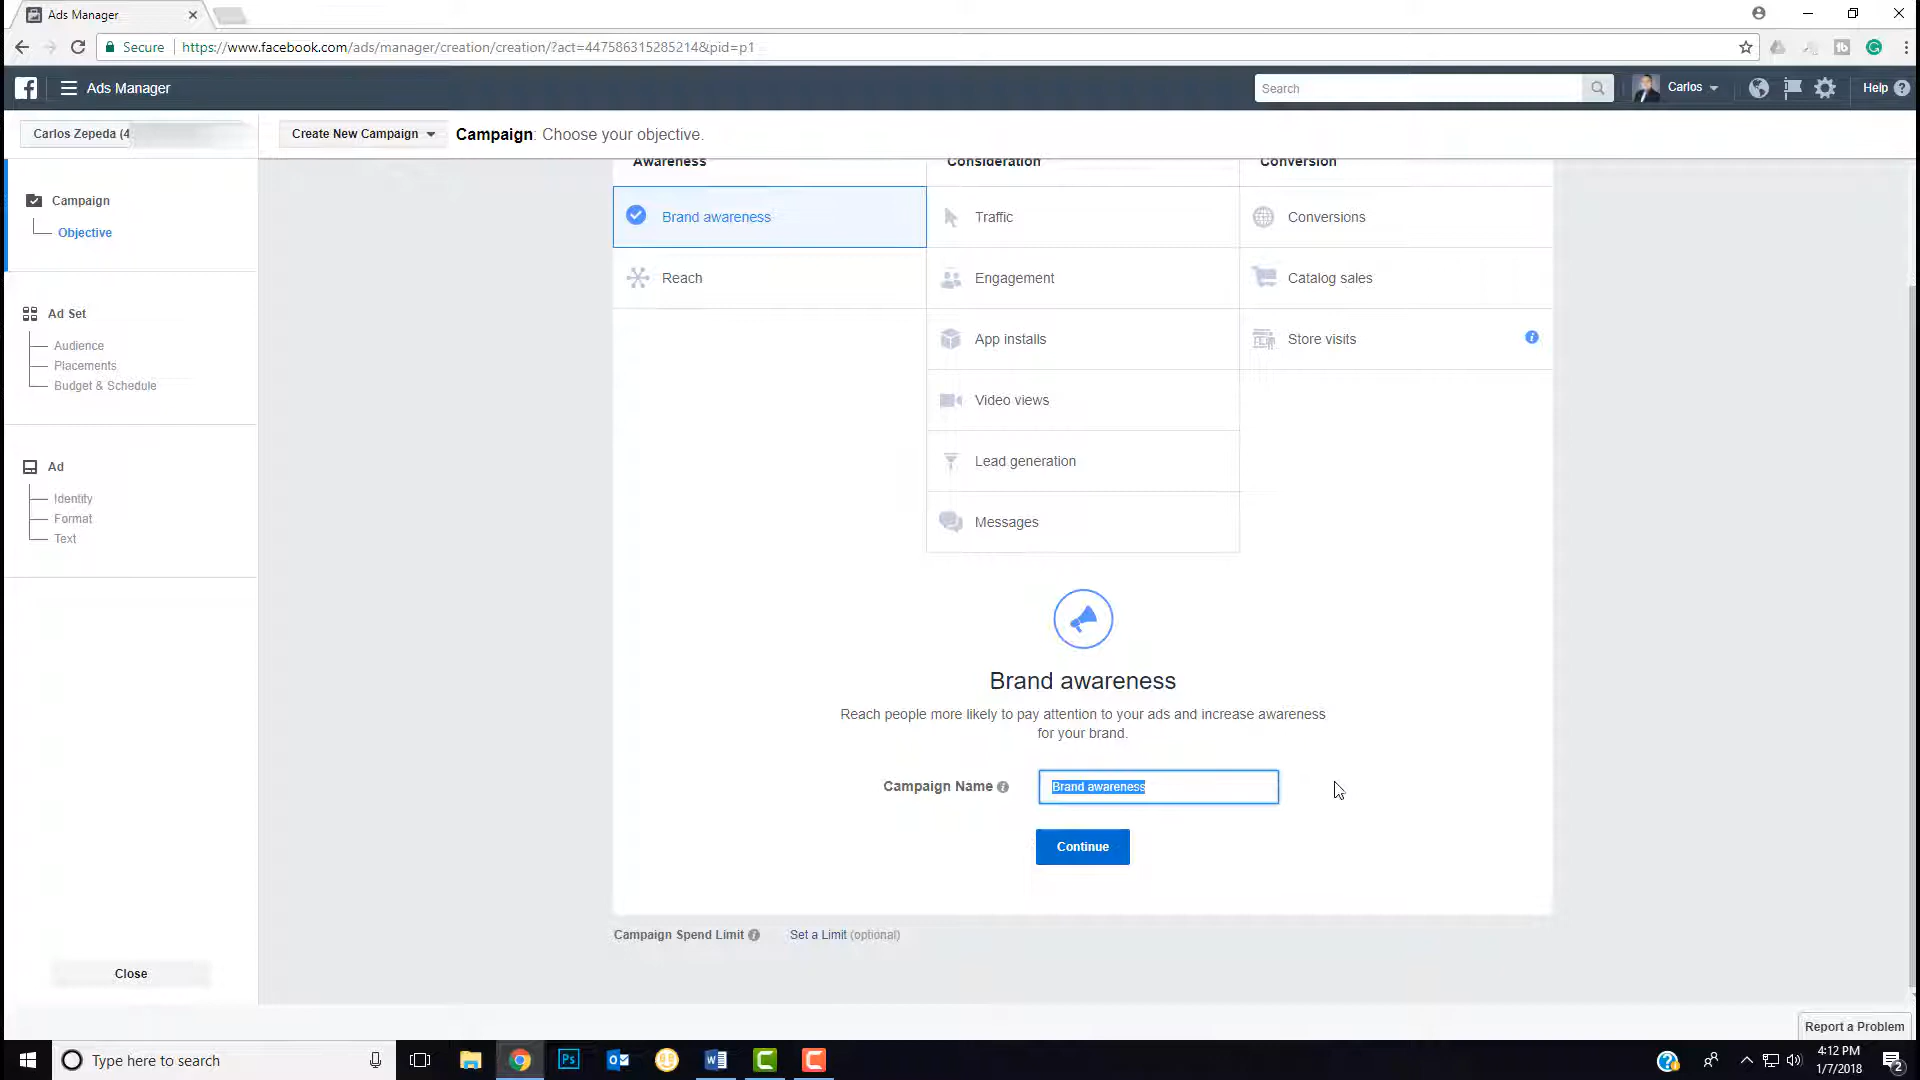 Ads Manager
Secure https://www.facebook.com/ads/manager/creation/creation/?act=447586315285214&pid=p1
Ads Manager
Search
Carlos
Help ?
Carlos Zepeda (4
Create New Campaign
Campaign: Choose your objective.
Campaign
Objective
Ad Set
Audience
Placements
Budget & Schedule
Ad
Identity
Format
Text
Close
Awareness Consideration Conversion
Brand awareness Traffic Conversions
Reach Engagement Catalog sales
App installs Store visits
Video views
Lead generation
Messages
Brand awareness
Reach people more likely to pay attention to your ads and increase awareness
for your brand.
Campaign Name Brand awareness
Continue
Campaign Spend Limit Set a Limit (optional)
Report a Problem
Type here to search
Ps
4:12 PM
1/7/2018
2